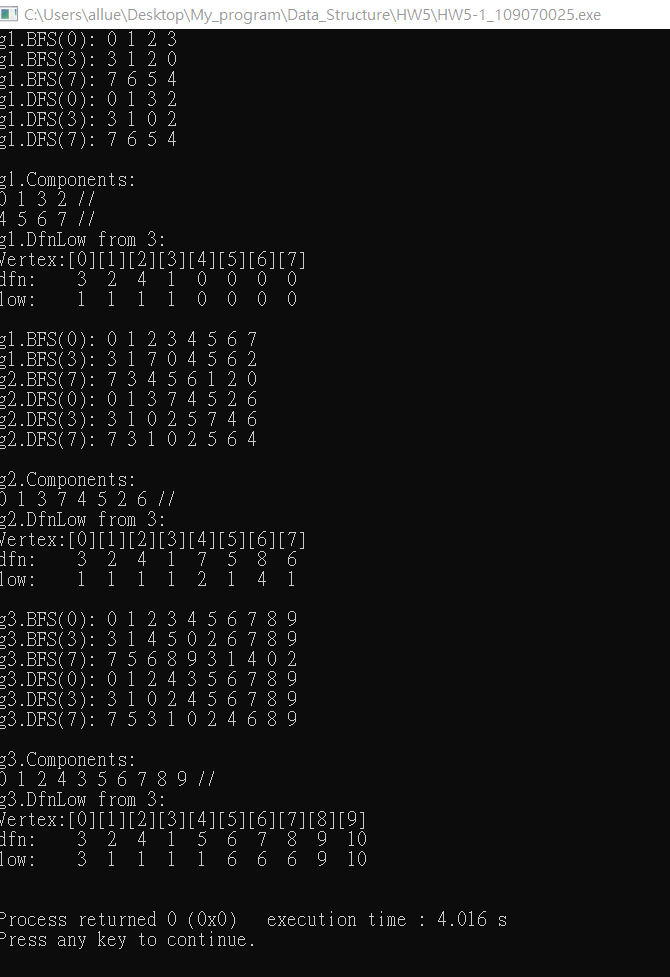 C:\Users\allue\Desktop\My_program\Data_Structure\HW5\HW5-1_109070025.exe
g1.BFS(0): 0 1 2 3
g1.BFS(3): 3 1 2 0
g1.BFS(7): 7 6 5 4
g1.DFS(0): 0 1 3 2
g1.DFS(3): 3 1 0 2
g1.DFS(7): 7 6 5 4
g1.Components:
0 1 3 2 //
4 5 6 7 //
g1.DfnLow from 3:
Vertex:[0][1][2][3][4][5][6][7]
dfn: 3 2 4 1 0 0 0 0
low: 1 1 1 1 0 0 0 0
g1.BFS(0): 0 1 2 3 4 5 6 7
g1.BFS(3): 3 1 7 0 4 5 6 2
g2.BFS(7): 7 3 4 5 6 1 2 0
g2.DFS(0): 0 1 3 7 4 5 2 6
g2.DFS(3): 3 1 0 2 5 7 4 6
g2.DFS(7): 7 3 1 0 2 5 6 4
g2.Components:
0 1 3 7 4 5 2 6 //
g2.DfnLow from 3:
Vertex:[0][1][2][3][4][5][6][7]
dfn: 3 2 4 1 7 5 8 6
low: 1 1 1 1 2 1 4 1
g3.BFS(0): 0 1 2 3 4 5 6 7 8 9
g3.BFS(3): 3 1 4 5 0 2 6 7 8 9
g3.BFS(7): 7 5 6 8 9 3 1 4 0 2
g3.DFS(0): 0 1 2 4 3 5 6 7 8 9
g3.DFS(3): 3 1 0 2 4 5 6 7 8 9
g3.DFS(7): 7 5 3 1 0 2 4 6 8 9
g3.Components:
0 1 2 4 3 5 6 7 8 9 //
g3.DfnLow from 3:
Vertex:[0][1][2][3][4][5][6][7][8][9]
dfn: 3 2 4 1 5 6 7 8 9 10
low: 3 1 1 1 1 6 6 6 9 10
Process returned 0 (0x0) execution time : 4.016 s
Press any key to continue.